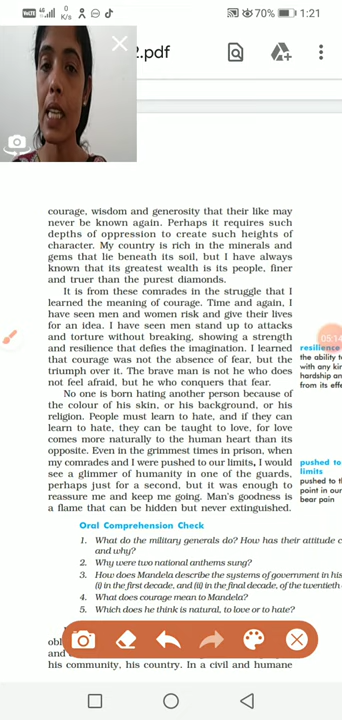 VoLTE 4G 0 K/s 70% 1:21
2.pdf
courage, wisdom and generosity that their like may
never be known again. Perhaps it requires such
depths of oppression to create such heights of
character. My country is rich in the minerals and
gems that lie beneath its soil, but I have always
known that its greatest wealth is its people, finer
and truer than the purest diamonds.
It is from these comrades in the struggle that I
learned the meaning of courage. Time and again, I
have seen men and women risk and give their lives
for an idea. I have seen men stand up to attacks
and torture without breaking, showing a strength
and resilience that defies the imagination. I learned
that courage was not the absence of fear, but the
triumph over it. The brave man is not he who does
not feel afraid, but he who conquers that fear.
No one is born hating another person because of
the colour of his skin, or his background, or his
religion. People must learn to hate, and if they can
learn to hate, they can be taught to love, for love
comes more naturally to the human heart than its
opposite. Even in the grimmest times in prison, when
my comrades and I were pushed to our limits, I would
see a glimmer of humanity in one of the guards,
perhaps just for a second, but it was enough to
reassure me and keep me going. Man's goodness is
a flame that can be hidden but never extinguished.
05:14
resilience
the ability t
with any kin
hardship an
from its effe
pushed to
limits
pushed to t
point in our
bear pain
Oral Comprehension Check
1. What do the military generals do? How has their attitude c
and why?
2. Why were two national anthems sung?
3. How does Mandela describe the systems of government in his
(i) in the first decade, and (ii) in the final decade, of the twentieth
4. What does courage mean to Mandela?
5. Which does he think is natural, to love or to hate?
obl
and
his community, his country. In a civil and humane